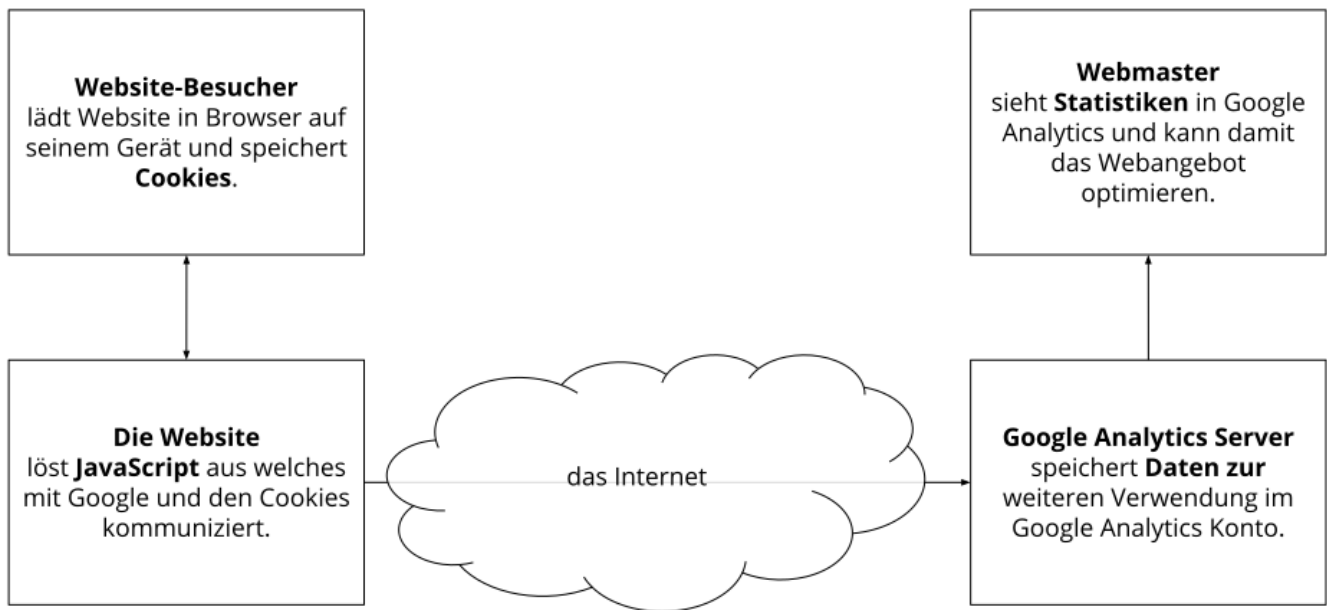 Website-Besucher
lädt Website in Browser auf
seinem Gerät und speichert
Cookies.
Webmaster
sieht Statistiken in Google
Analytics und kann damit
das Webangebot
optimieren.
Die Website
löst JavaScript aus welches
mit Google und den Cookies
kommuniziert.
das Internet
Google Analytics Server
speichert Daten zur
weiteren Verwendung im
Google Analytics Konto.